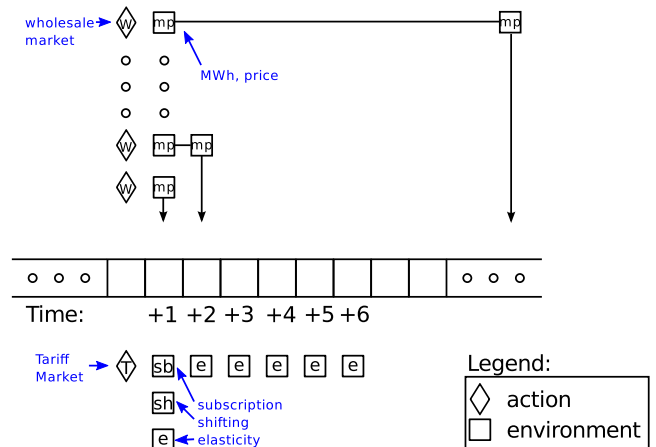 wholesale
market
W mp mp
MWh, price
W mp mp
W mp
Time: +1 +2 +3 +4 +5 +6
Tariff
Market
T sb e e e e e
sh
subscription
shifting
e elasticity
Legend:
action
environment